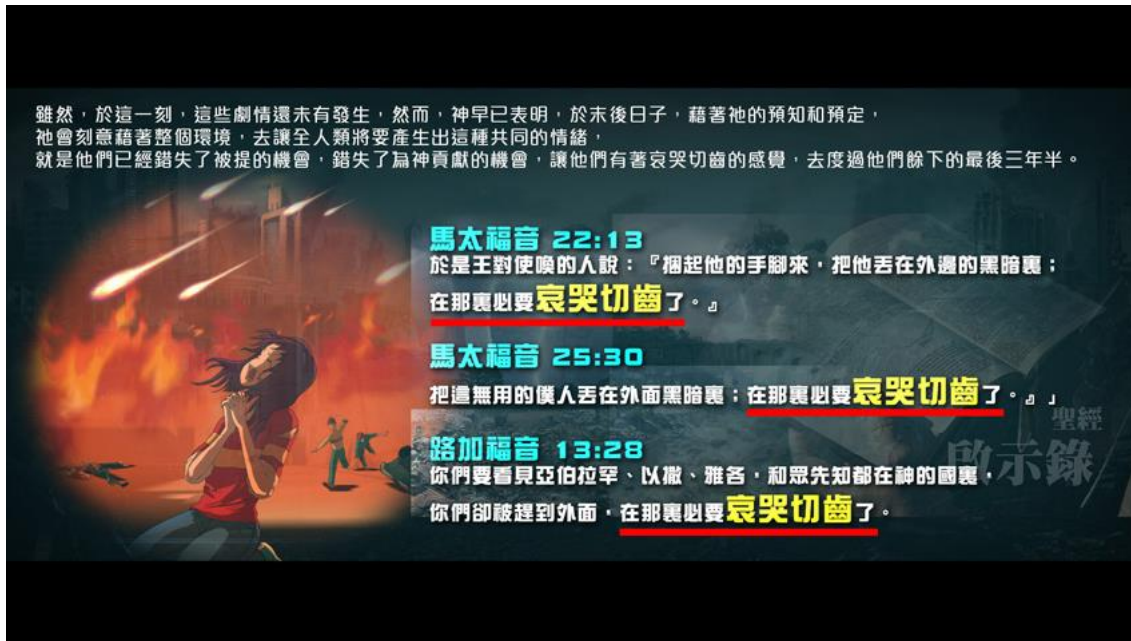 雖然，於這一刻，這些劇情還未有發生，然而，神早已表明，於末後日子，藉著祂的預知和預定，
祂會刻意藉著整個環境，去讓全人類將要產生出這種共同的情緒，
就是他們已經錯失了被提的機會，錯失了為神貢獻的機會，讓他們有著哀哭切齒的感覺，去度過他們餘下的最後三年半。
馬太福音 22:13
於是王對使喚的人說：『捆起他的手腳來，把他丟在外邊的黑暗裏；
在那裏必要哀哭切齒了。』
馬太福音 25:30
把這無用的僕人丟在外面黑暗裏；在那裏必要哀哭切齒了。』」
路加福音 13:28
你們要看見亞伯拉罕、以撒、雅各，和眾先知都在神的國裏，
你們卻被趕到外面，在那裏必要哀哭切齒了。
聖經
啟示錄